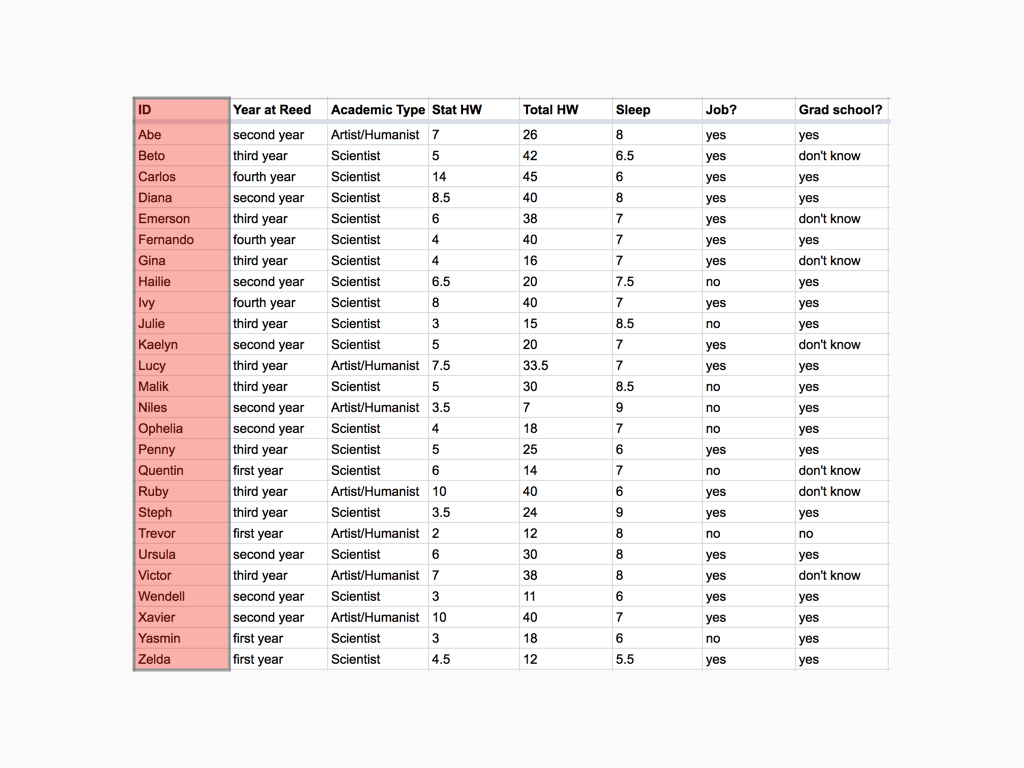 ID Year at Reed Academic Type Stat HW Total HW Sleep Job? Grad school?
Abe second year Artist/Humanist 7 26 8 yes yes
Beto third year Scientist 5 42 6.5 yes don't know
Carlos fourth year Scientist 14 45 6 yes yes
Diana second year Scientist 8.5 40 8 yes yes
Emerson third year Scientist 6 38 7 yes don't know
Fernando fourth year Scientist 4 40 7 yes yes
Gina third year Scientist 4 16 7 yes don't know
Hailie second year Scientist 6.5 20 7.5 no yes
Ivy fourth year Scientist 8 40 7 yes yes
Julie third year Scientist 3 15 8.5 no yes
Kaelyn second year Scientist 5 20 7 yes don't know
Lucy third year Artist/Humanist 7.5 33.5 7 yes yes
Malik third year Scientist 5 30 8.5 no yes
Niles second year Artist/Humanist 3.5 7 9 no yes
Ophelia second year Scientist 4 18 7 no yes
Penny third year Scientist 5 25 6 yes yes
Quentin first year Scientist 6 14 7 no don't know
Ruby third year Artist/Humanist 10 40 6 yes don't know
Steph third year Scientist 3.5 24 9 yes yes
Trevor first year Artist/Humanist 2 12 8 no no
Ursula second year Scientist 6 30 8 yes yes
Victor third year Artist/Humanist 7 38 8 yes don't know
Wendell second year Scientist 3 11 6 yes yes
Xavier second year Artist/Humanist 10 40 7 yes yes
Yasmin first year Scientist 3 18 6 no yes
Zelda first year Scientist 4.5 12 5.5 yes yes